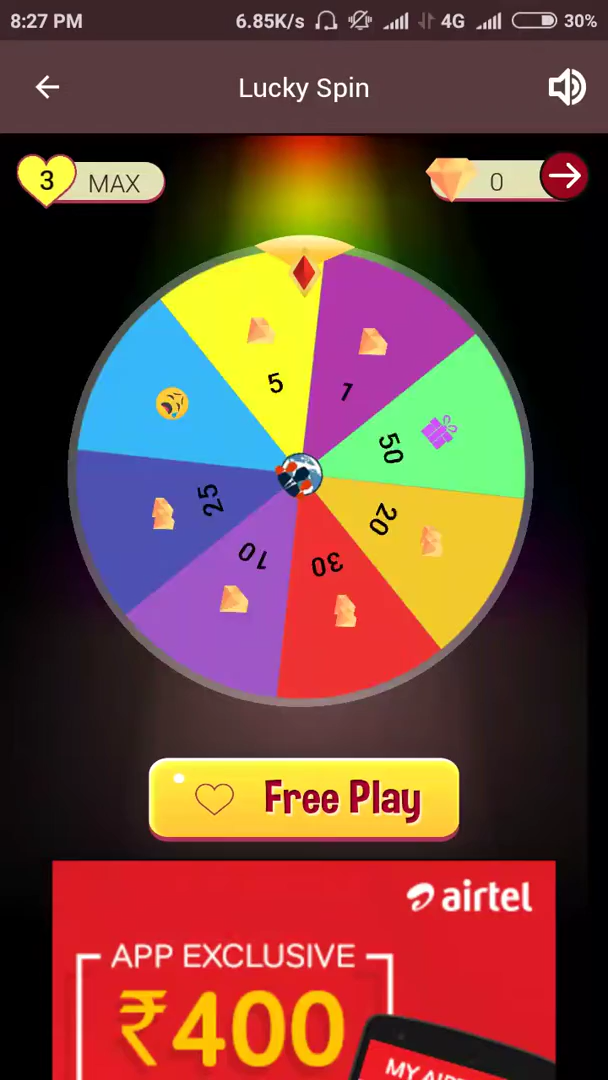 8:27 PM 6.85K/s 4G 30%
Lucky Spin
3 MAX 0
5
1
50
20
30
10
25
Free Play
airtel
APP EXCLUSIVE
₹400